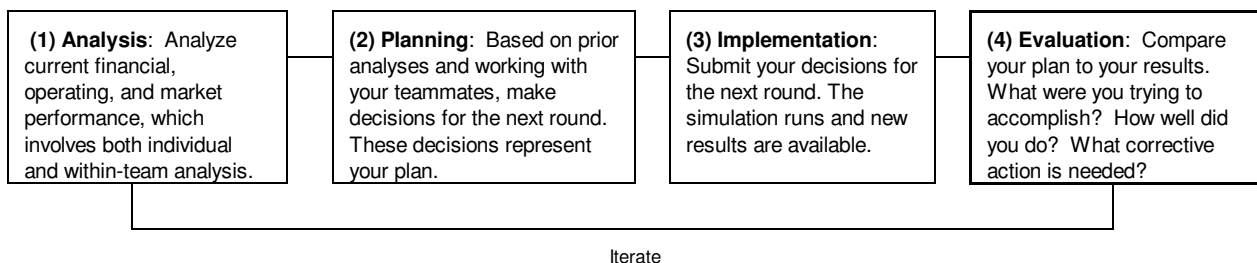 (1) Analysis: Analyze
current financial,
operating, and market
performance, which
involves both individual
and within-team analysis.
(2) Planning: Based on prior
analyses and working with
your teammates, make
decisions for the next round.
These decisions represent
your plan.
(3) Implementation:
Submit your decisions for
the next round. The
simulation runs and new
results are available.
(4) Evaluation: Compare
your plan to your results.
What were you trying to
accomplish? How well did
you do? What corrective
action is needed?
Iterate